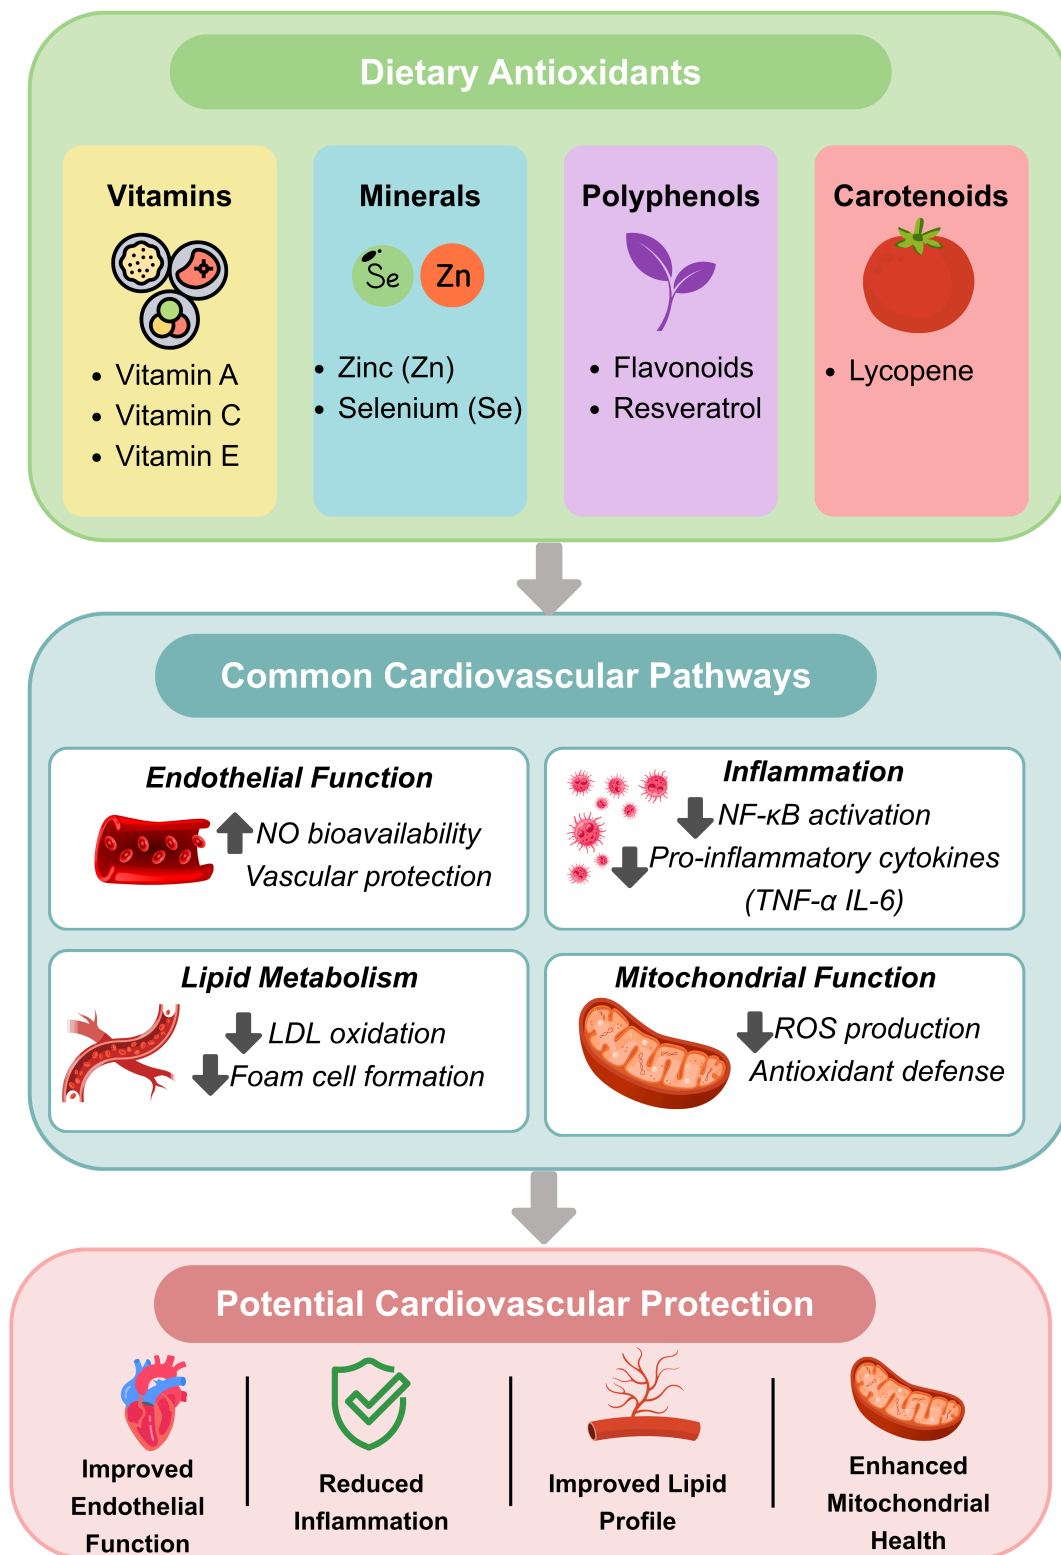 Dietary Antioxidants
Vitamins
• Vitamin A
• Vitamin C
• Vitamin E
Minerals
Se Zn
• Zinc (Zn)
• Selenium (Se)
Polyphenols
• Flavonoids
• Resveratrol
Carotenoids
• Lycopene
Common Cardiovascular Pathways
Endothelial Function
NO bioavailability
Vascular protection
Inflammation
NF-κB activation
Pro-inflammatory cytokines
(TNF-α IL-6)
Lipid Metabolism
LDL oxidation
Foam cell formation
Mitochondrial Function
ROS production
Antioxidant defense
Potential Cardiovascular Protection
Improved
Endothelial
Function
Reduced
Inflammation
Improved Lipid
Profile
Enhanced
Mitochondrial
Health